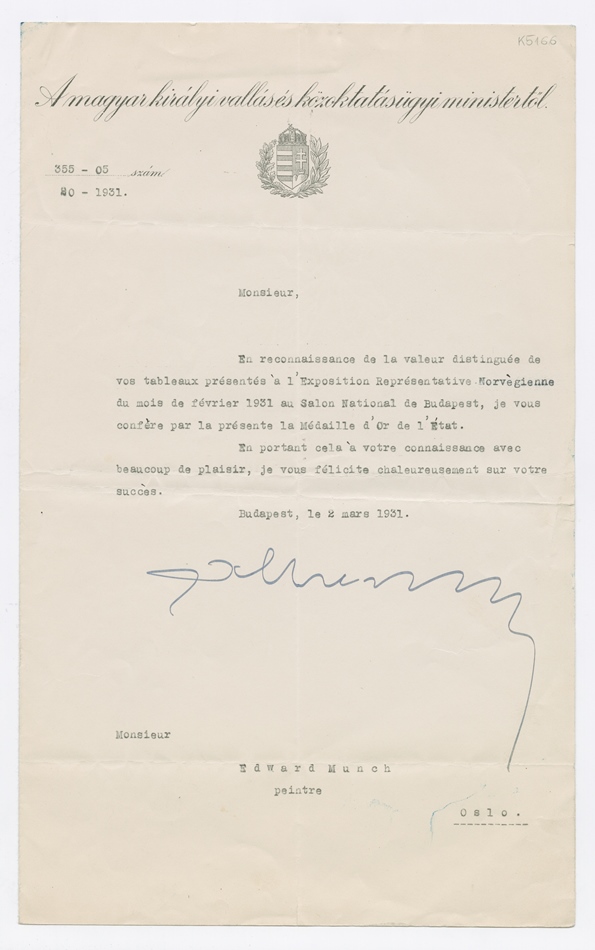 K5166
A magyar királyi vallás és közoktatásügyi ministertől.
355 - 05 szám
20 - 1931.
Monsieur,
En reconnaissance de la valeur distinguée de
vos tableaux présentés à l'Exposition Représentative Norvègienne
du mois de février 1931 au Salon National de Budapest, je vous
confère par la présente la Médaille d'Or de l'État.
En portant cela à votre connaissance avec
beaucoup de plaisir, je vous félicite chaleureusement sur votre
succès.
Budapest, le 2 mars 1931.
Monsieur
Edward Munch
peintre
Oslo.